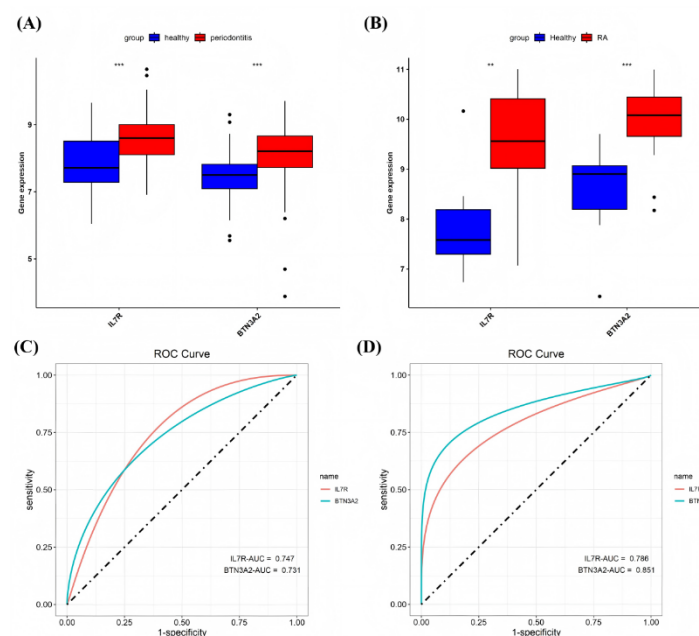 (A)
group healthy periodontitis
***
***
Gene expression
9
7
5
IL7R
BTN3A2
(B)
group Healthy RA
**
***
Gene expression
11
10
9
8
7
IL7R
BTN3A2
(C)
ROC Curve
sensitivity
1.00
0.75
0.50
0.25
0.00
IL7R-AUC = 0.747
BTN3A2-AUC = 0.731
0.00 0.25 0.50 0.75 1.00
1-specificity
name
IL7R
BTN3A2
(D)
ROC Curve
sensitivity
1.00
0.75
0.50
0.25
0.00
IL7R-AUC = 0.786
BTN3A2-AUC = 0.851
0.00 0.25 0.50 0.75 1.00
1-specificity
name